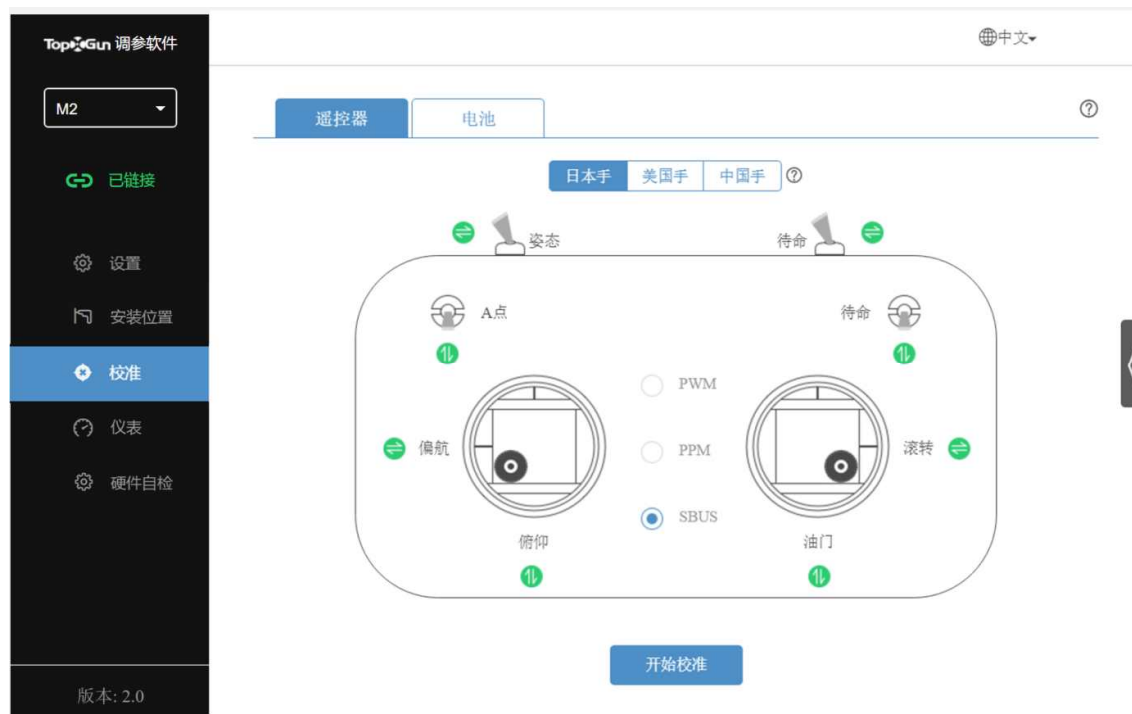 TopXGun 调参软件
中文
M2
遥控器
电池
已链接
日本手 美国手 中国手
姿态
待命
设置
A点
待命
安装位置
校准
PWM
仪表
偏航
PPM
滚转
硬件自检
SBUS
俯仰
油门
开始校准
版本: 2.0